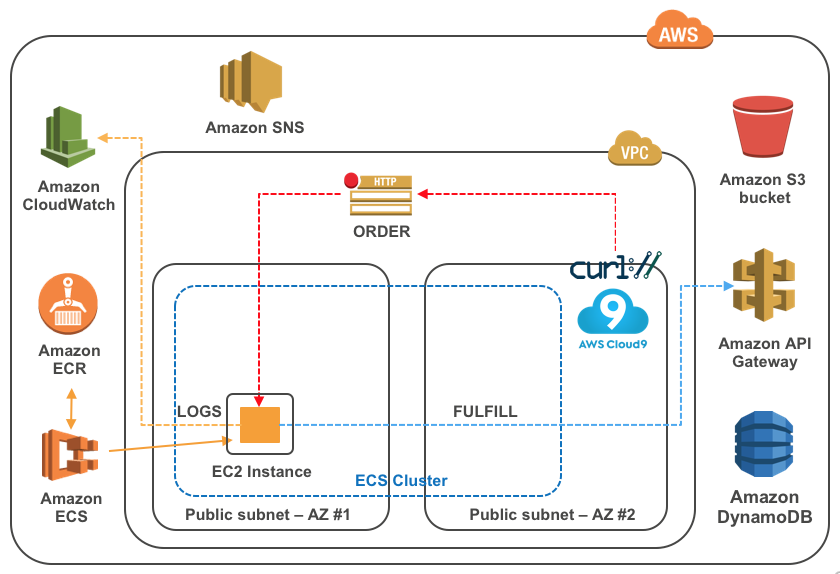 AWS
Amazon SNS
Amazon
CloudWatch
VPC
Amazon S3
bucket
HTTP
ORDER
curl://
9
AWS Cloud9
Amazon
ECR
Amazon API
Gateway
LOGS
FULFILL
EC2 Instance
ECS Cluster
Amazon
ECS
Amazon
DynamoDB
Public subnet – AZ #1
Public subnet – AZ #2